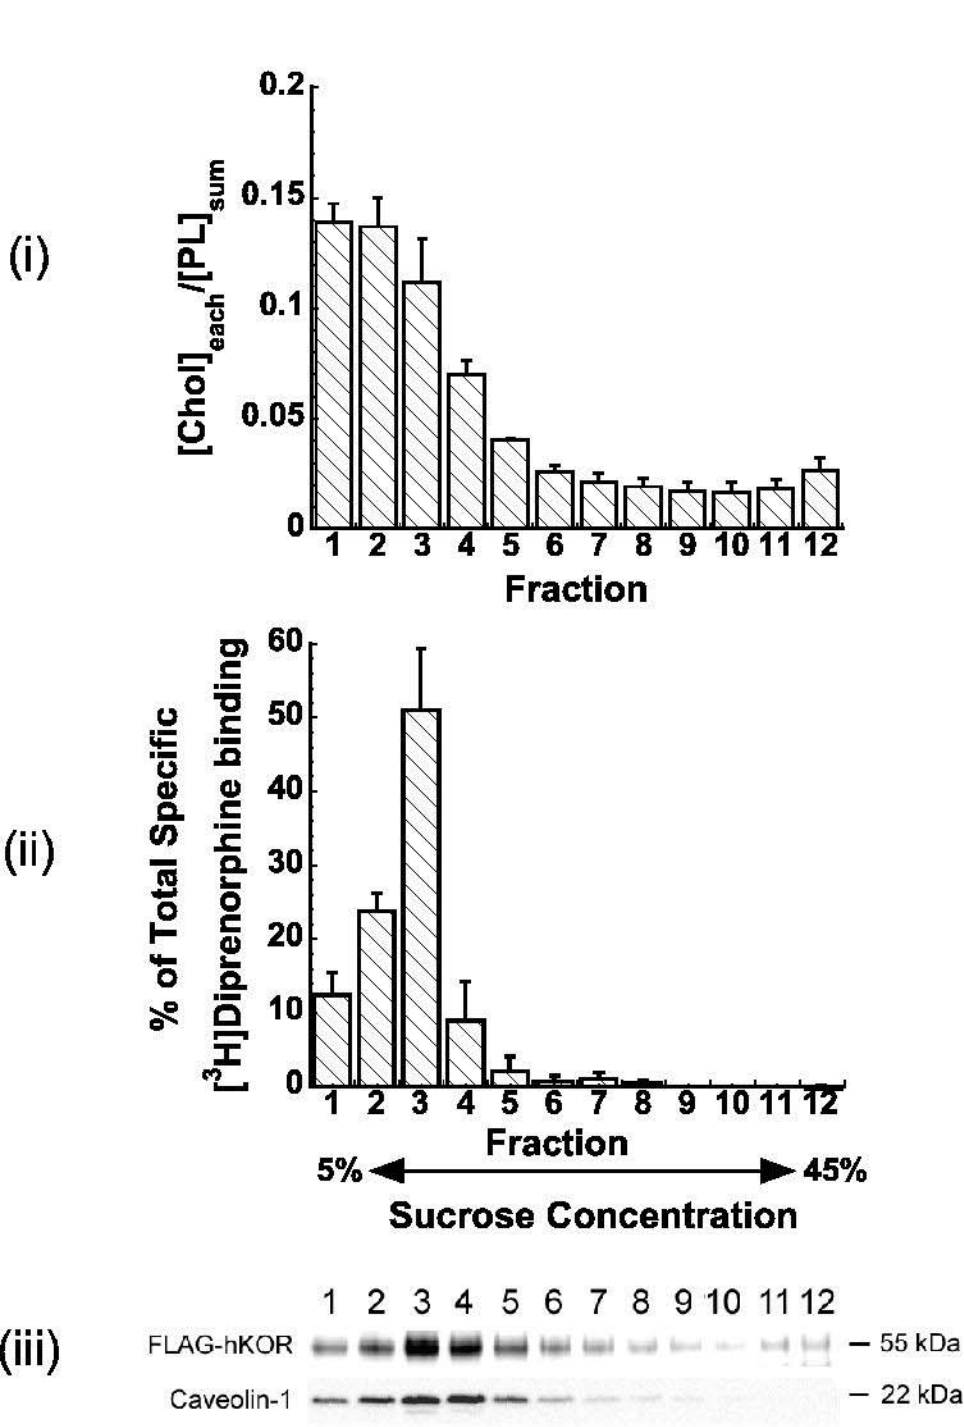 (i)
[Chol]each/[PL]sum
0.2
0.15
0.1
0.05
0
1 2 3 4 5 6 7 8 9 10 11 12
Fraction
(ii)
% of Total Specific
[3H]Diprenorphine binding
60
50
40
30
20
10
0
1 2 3 4 5 6 7 8 9 10 11 12
Fraction
5% 45%
Sucrose Concentration
(iii)
1 2 3 4 5 6 7 8 9 10 11 12
FLAG-hKOR – 55 kDa
Caveolin-1 – 22 kDa